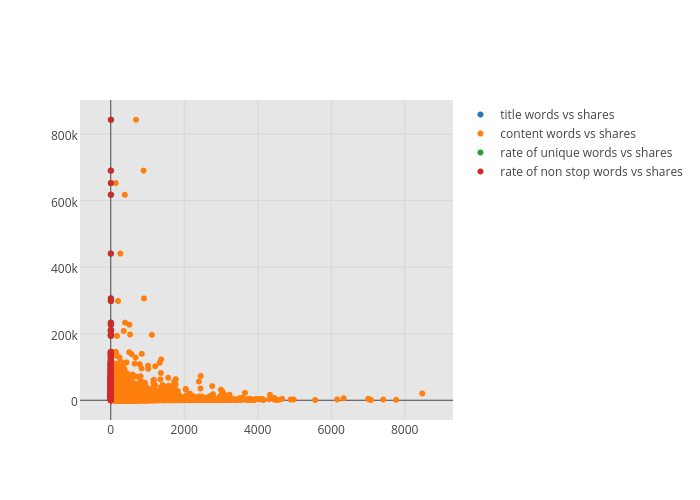 title words vs shares
content words vs shares
rate of unique words vs shares
rate of non stop words vs shares
800k
600k
400k
200k
0
0
2000
4000
6000
8000